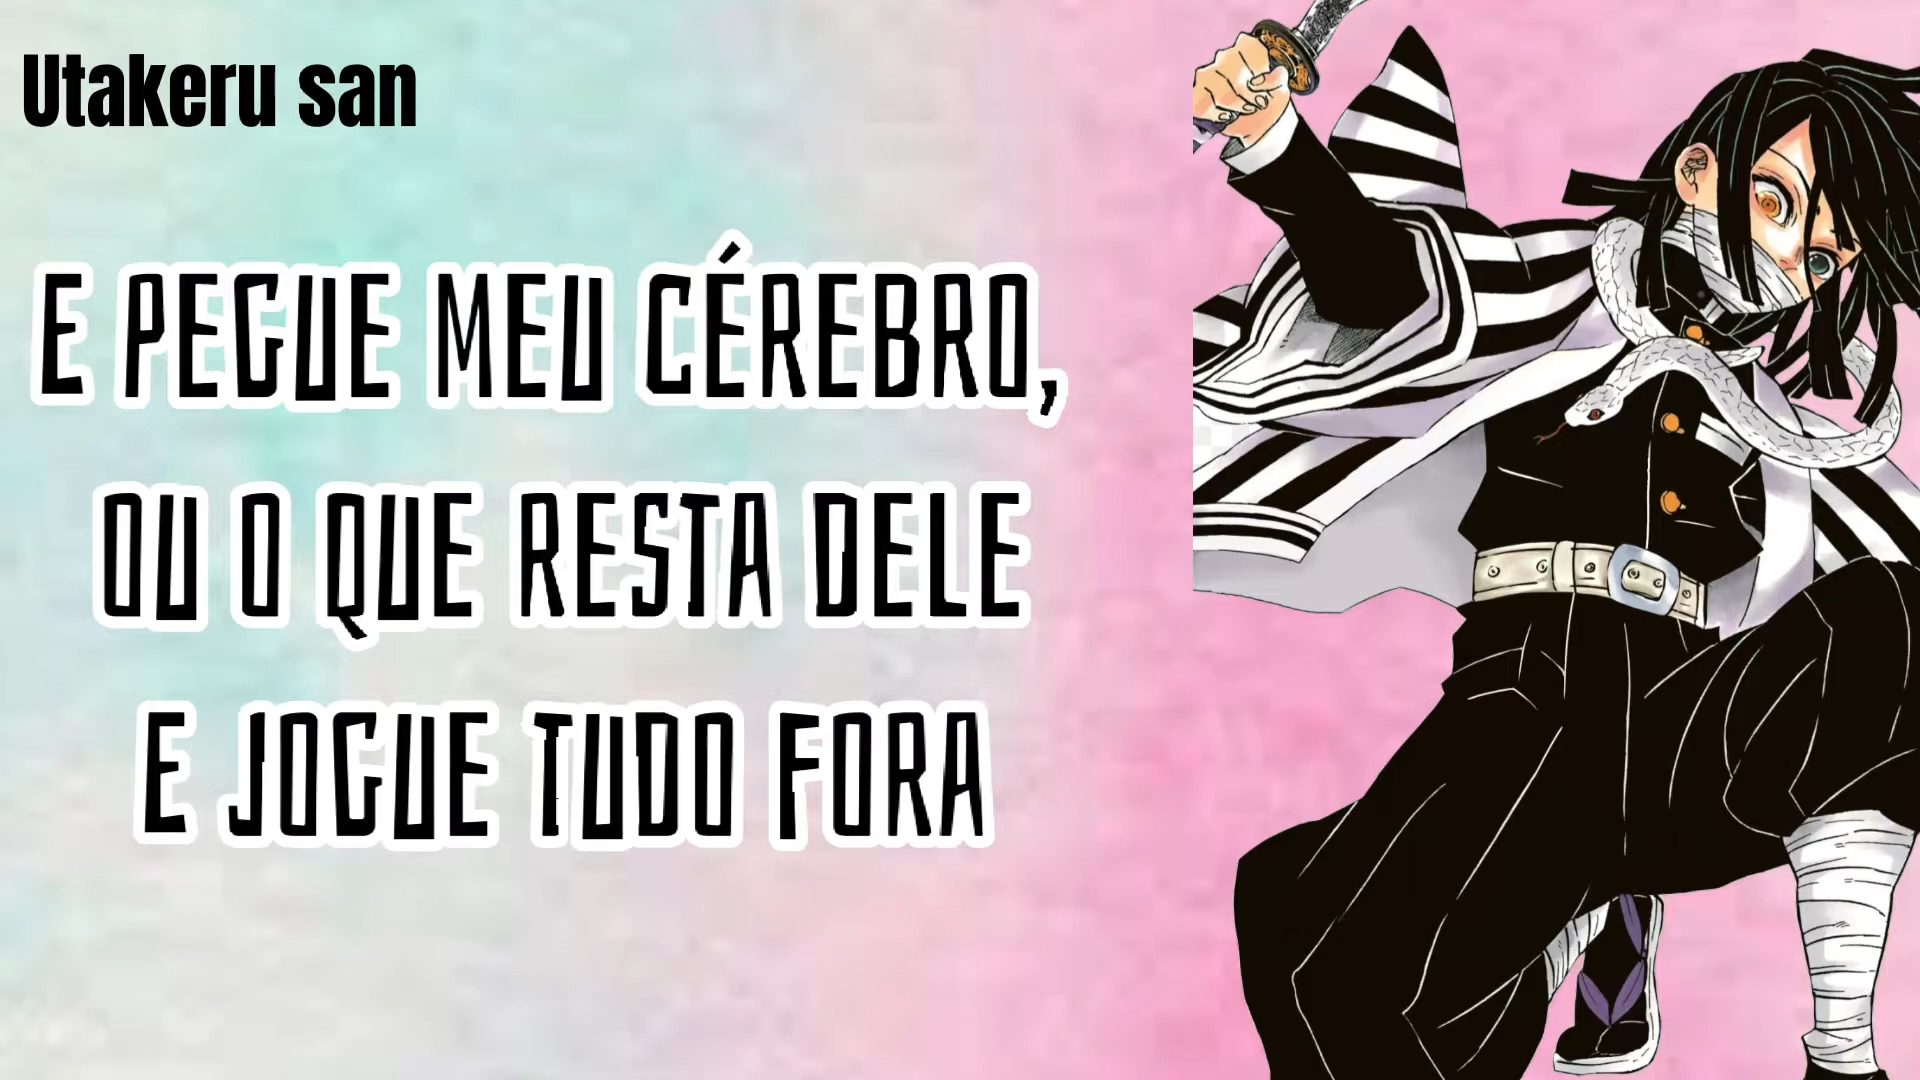 Utakeru san
E PEGUE MEU CÉREBRO,
OU O QUE RESTA DELE
E JOGUE TUDO FORA